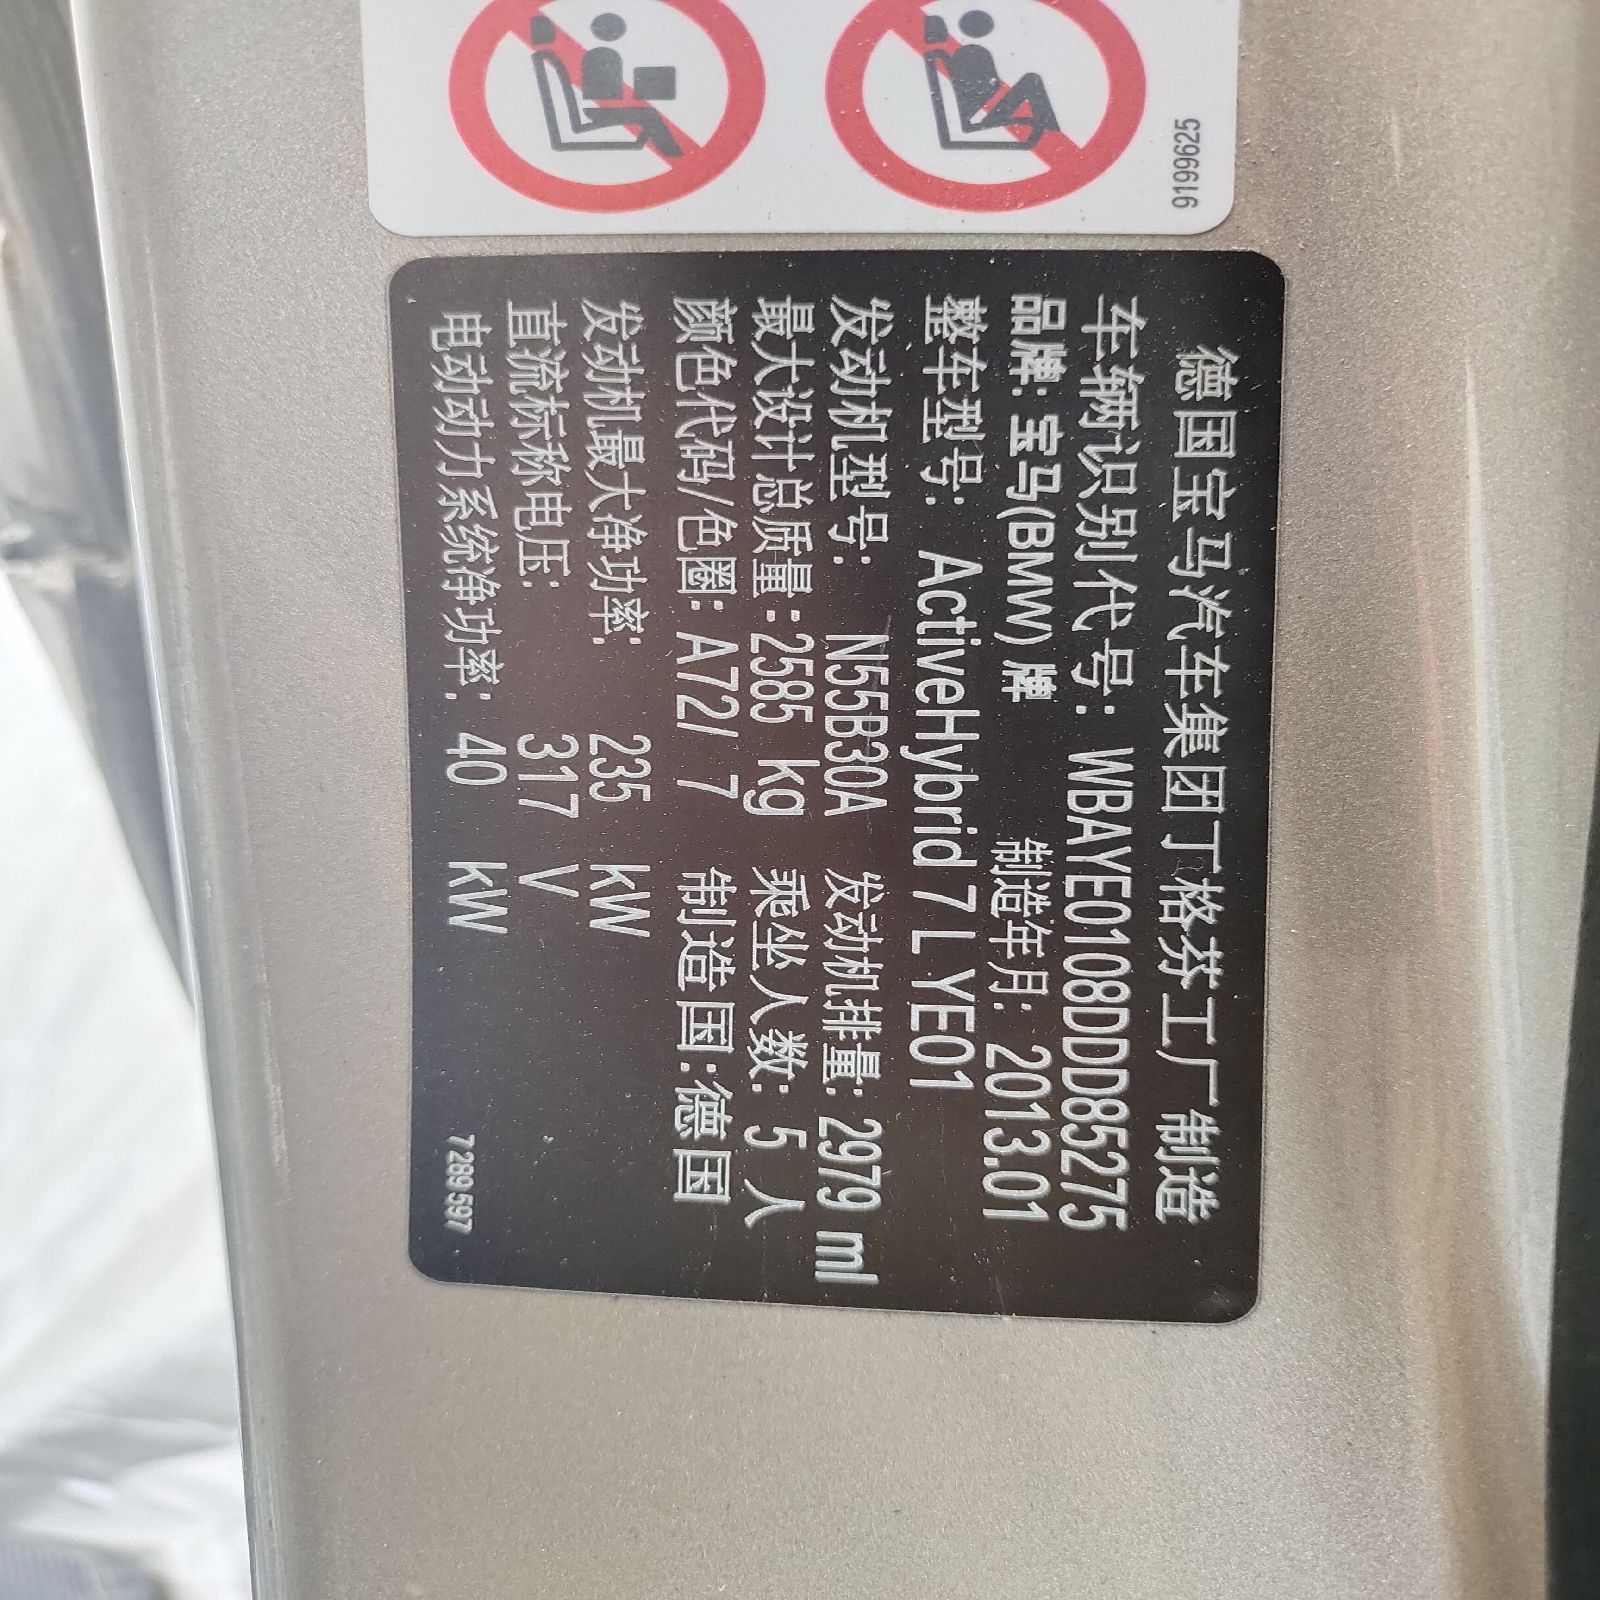 9199625
德国宝马汽车集团丁格芬工厂制造
车辆识别代号: WBAYE0108DDD85275
品牌: 宝马(BMW) 牌 制造年月: 2013.01
整车型号: ActiveHybrid 7 L YE01
发动机型号: N55B30A 发动机排量: 2979 ml
最大设计总质量: 2585 kg 乘坐人数: 5 人
颜色代码/色圈: A72/ 7 制造国: 德国
发动机最大净功率: 235 kW
直流标称电压: 317 V
电动动力系统净功率: 40 kW
7 289 597